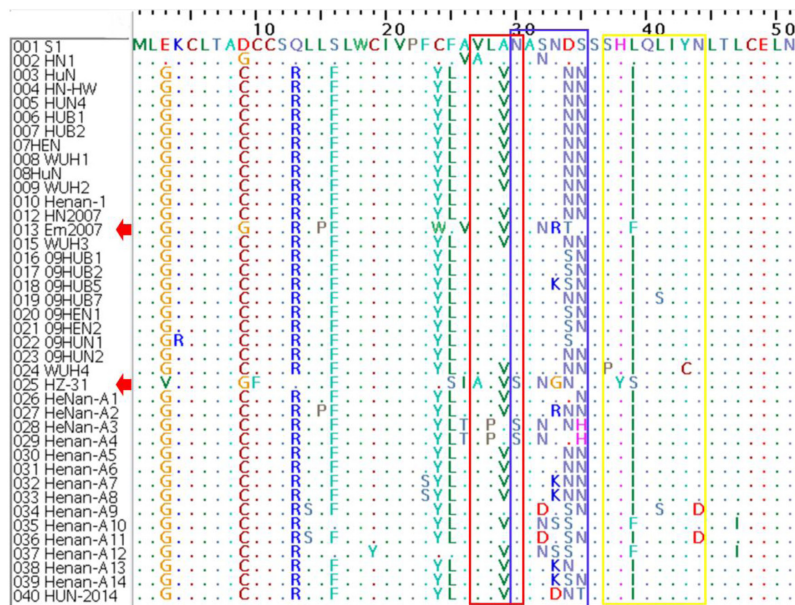 10 20 30 40 50
001 S1 MLEKCLTADCCSQLLSLWCIVPFCFAVLANASNDSSSHLQLIYNLTLCELN
002 HN1 G V A N
003 HuN G C R F Y L V N N I
004 HN-HW G C R F Y L V N N I
005 HUN4 G C R F Y L V N N I
006 HUB1 G C R F Y L V N N I
007 HUB2 G C R F Y L V N N I
07HEN G C R F Y L V N N I
008 WUH1 G C R F Y L V N N I
08HuN G C R F Y L V N N I
009 WUH2 G C R F Y L V N N I
010 Henan-1 G C R F Y L N N I
012 HN2007 G C R F Y L V N N I
013 Em2007 G P W V V N R T F
015 WUH3 G C R F Y L V N N I
016 09HUB1 G C R F Y L S N I
017 09HUB2 G C R F Y L S N I
018 09HUB5 G C R F Y L K S N I
019 09HUB7 G C R F Y L N N I S
020 09HEN1 G C R F Y L S N I
021 09HEN2 G C R F Y L S N I
022 09HUN1 G R C R F Y L S I
023 09HUN2 G C R F Y L N N I
024 WUH4 G C R F Y L V N N P I C
025 HZ-31 V G F F S I A V S N G N Y S
026 HeNan-A1 G C R F Y L V N I
027 HeNan-A2 G C R P F Y L V R N N I
028 HeNan-A3 G C R F L T P S N N H I
029 Henan-A4 G C R F L T P S N H I
030 Henan-A5 G C R F Y L V N N I
031 Henan-A6 G C R F Y L V N N I
032 Henan-A7 G C R F S Y L V K N N I
033 Henan-A8 G C R F S Y L V K N N I
034 Henan-A9 G C R S F Y L D S N I S D
035 Henan-A10 G C R F Y L V N S S N F I
036 Henan-A11 G C R S F Y L D S N I D
037 Henan-A12 G C R F Y V N S S F I
038 Henan-A13 G C R F Y L V K N I
039 Henan-A14 G C R F Y L V K S N I
040 HUN-2014 G C R F Y L V D N T I